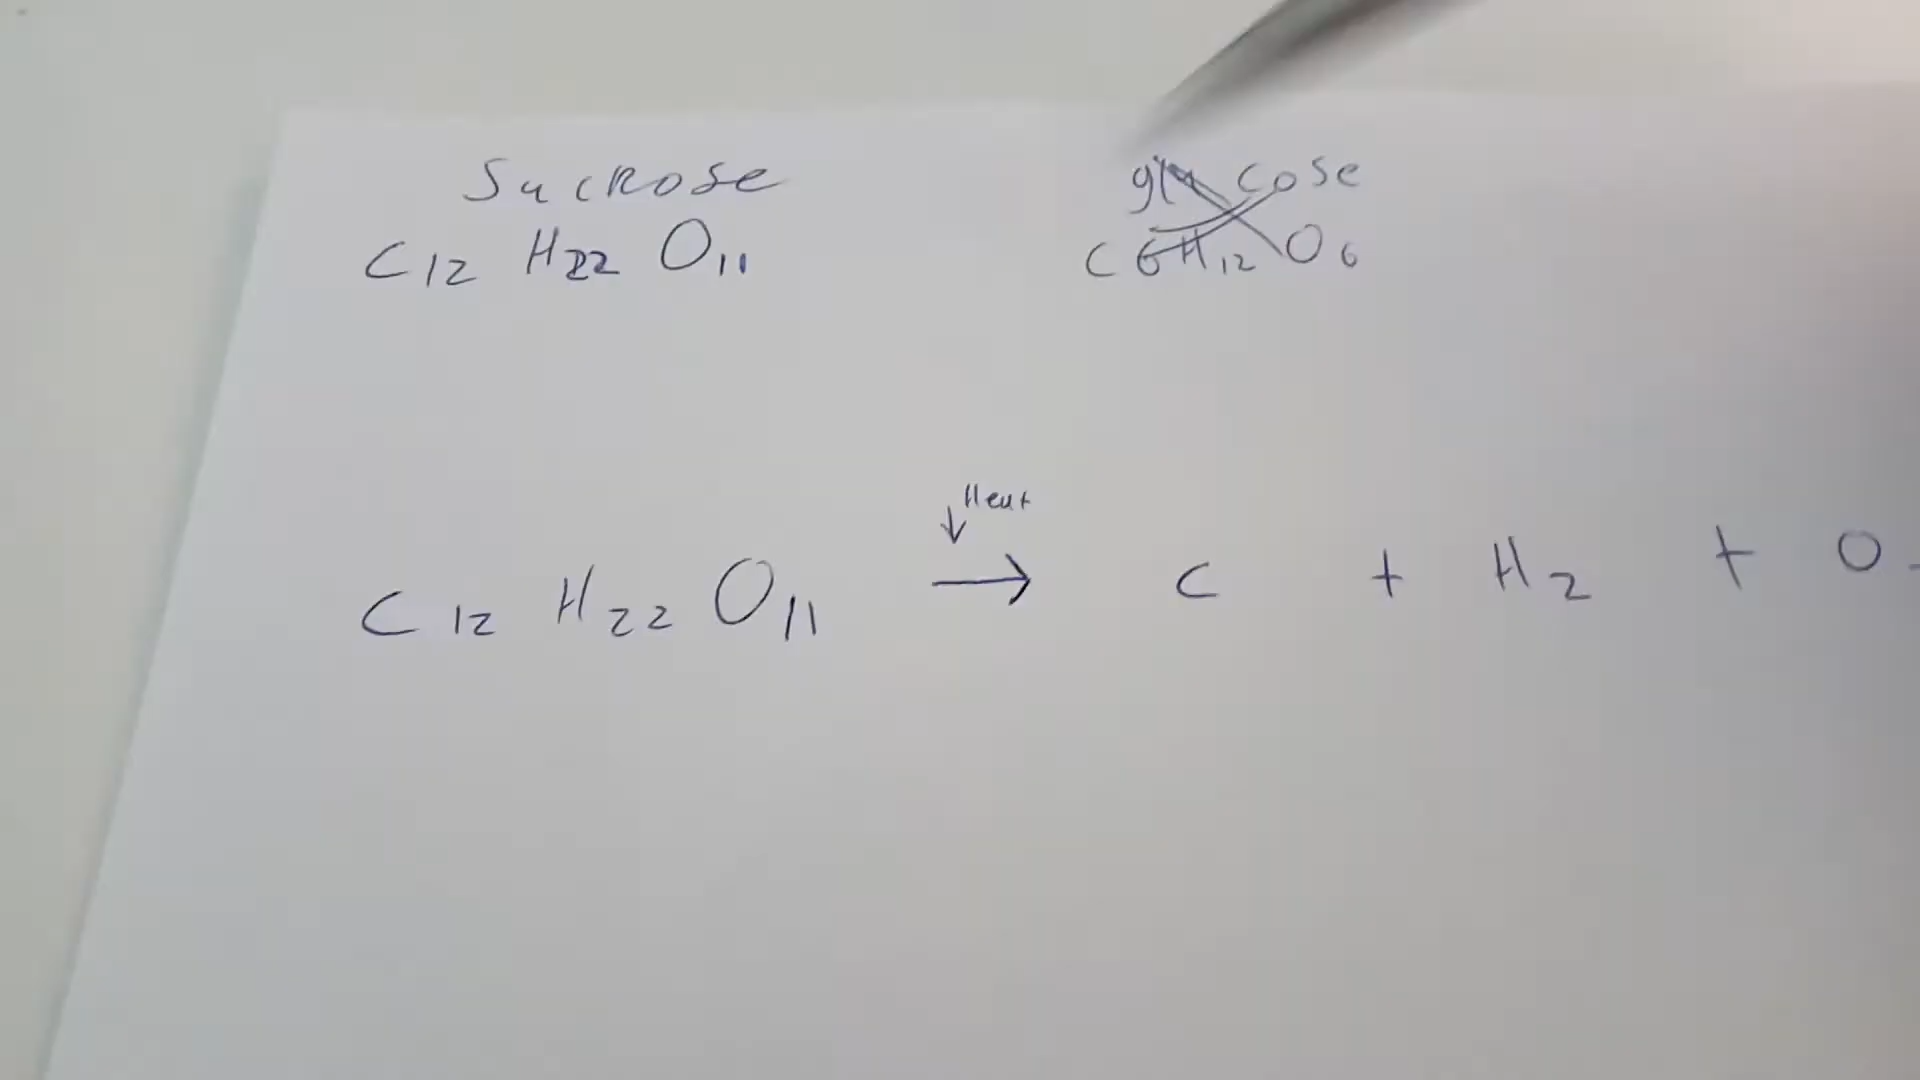 Sucrose glucose
C12 H22 O11 C6H12O6
Heat
C12 H22 O11 → C + H2 + O